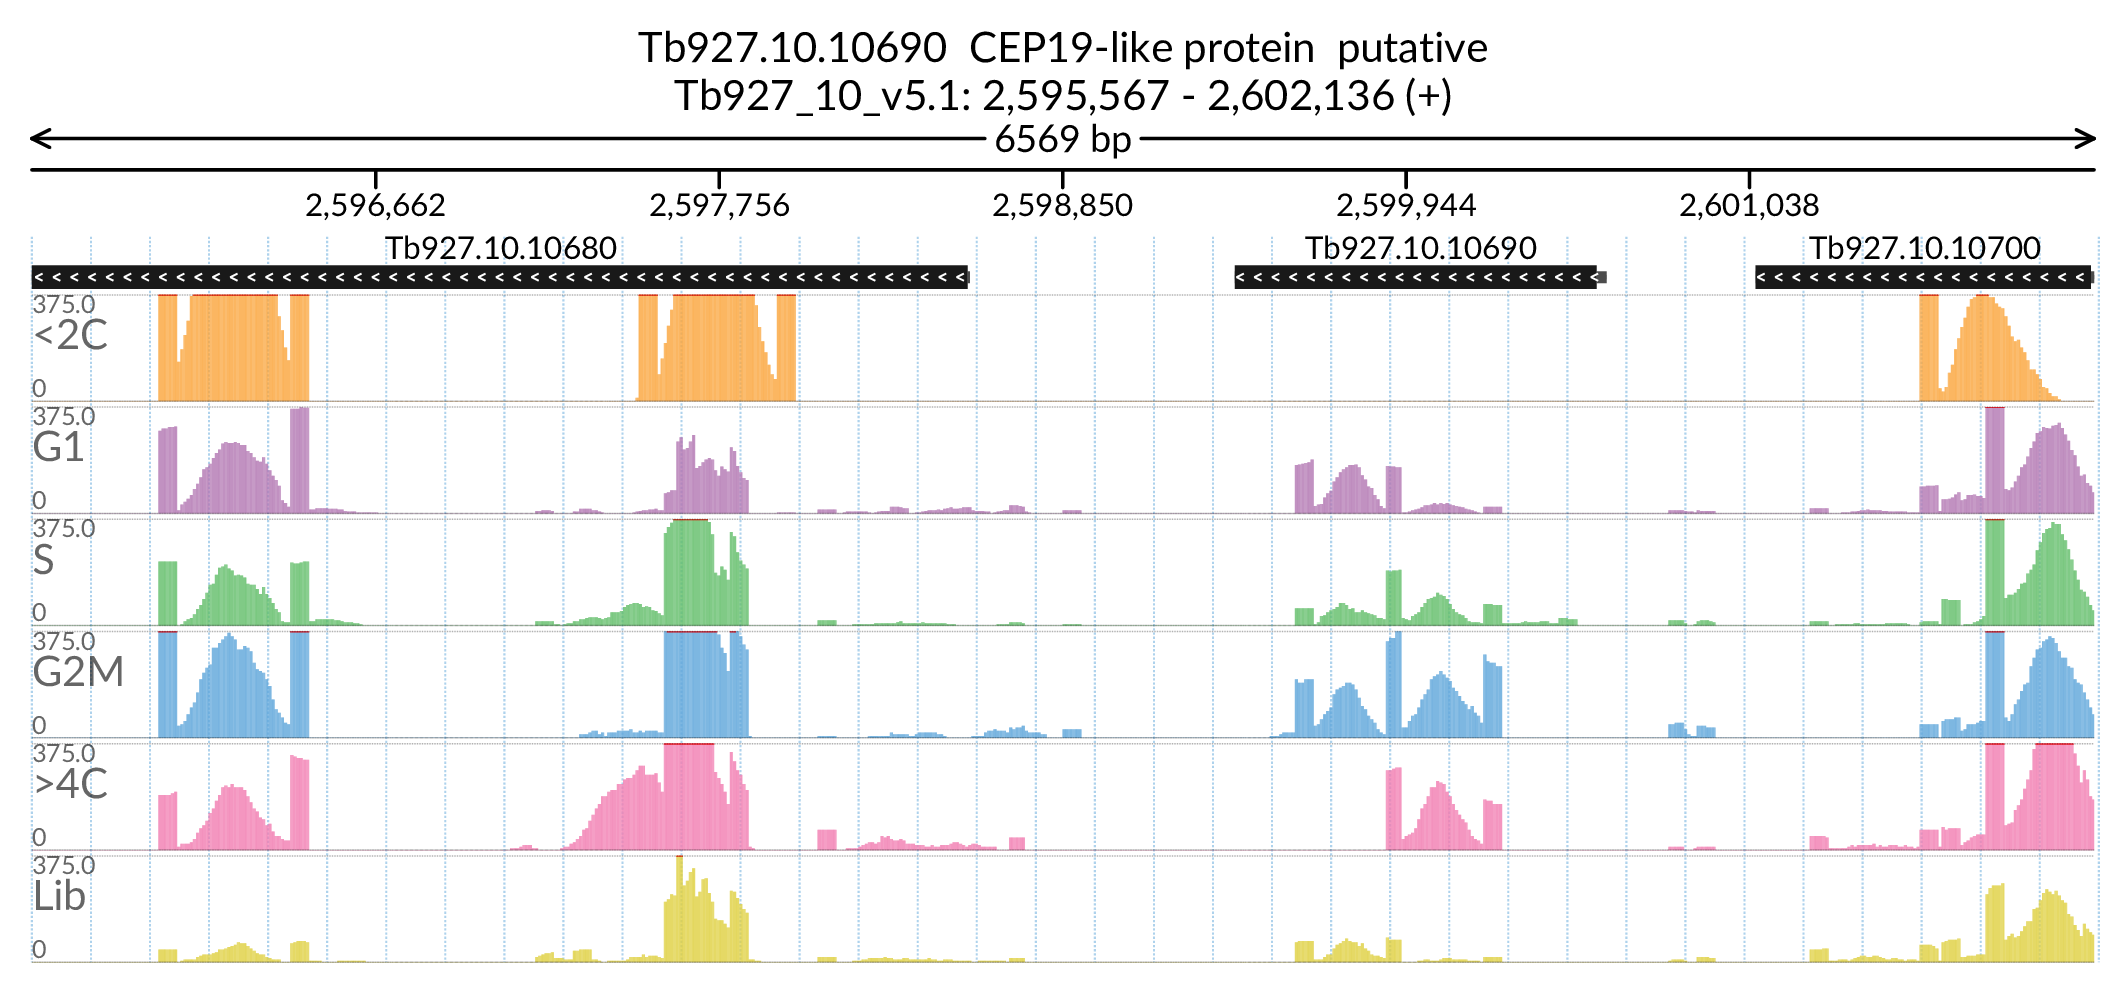 Tb927.10.10690 CEP19-like protein putative
Tb927_10_v5.1: 2,595,567 - 2,602,136 (+)
6569 bp
2,596,662 2,597,756 2,598,850 2,599,944 2,601,038
Tb927.10.10680 Tb927.10.10690 Tb927.10.10700
375.0
<2C
0
375.0
G1
0
375.0
S
0
375.0
G2M
0
375.0
>4C
0
375.0
Lib
0